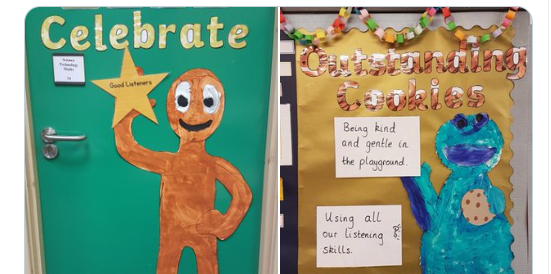 Celebrate
Good Listeners
Outstanding
Cookies
Being kind
and gentle in
the playground.
Using all
our listening
skills.